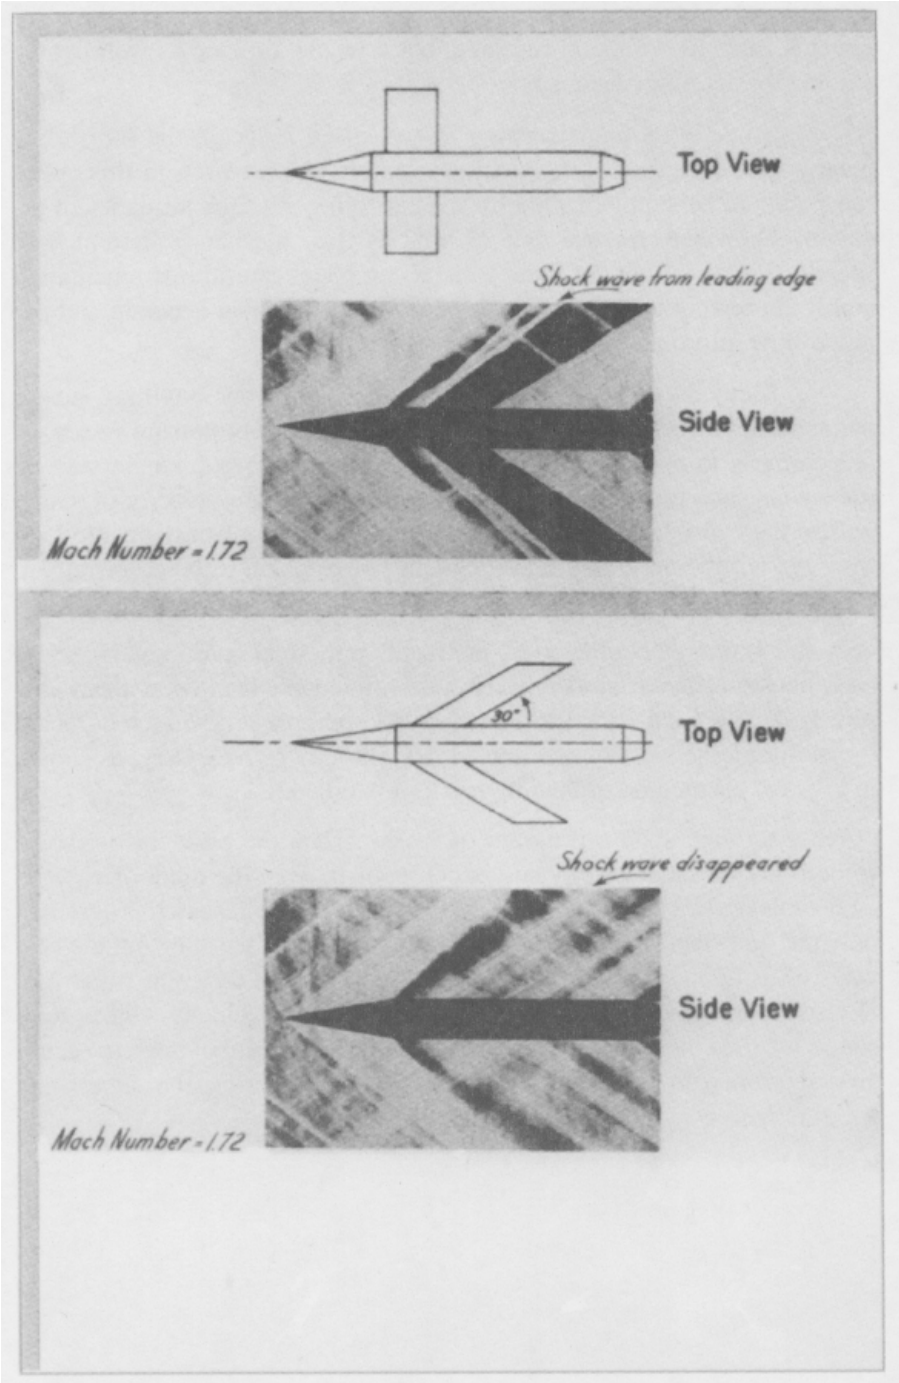 Top View
Shock wave from leading edge
Side View
Mach Number = 1.72
30°
Top View
Shock wave disappeared
Side View
Mach Number = 1.72